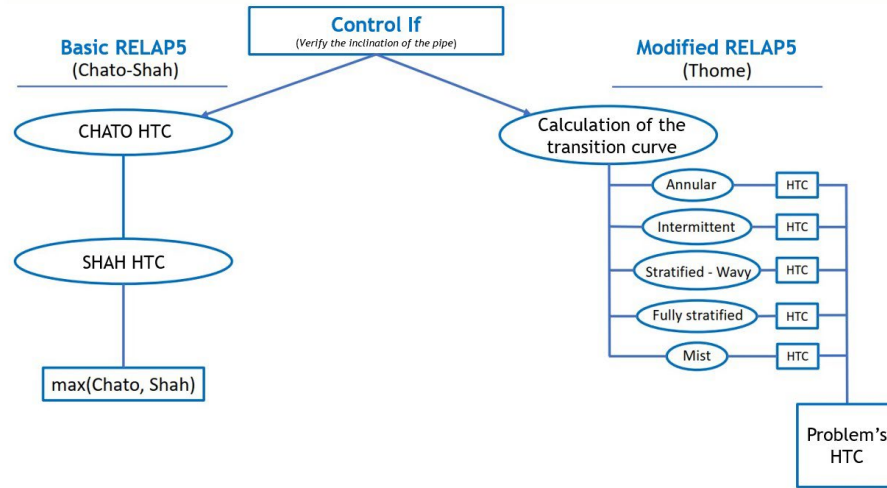 Control If
(Verify the inclination of the pipe)
Basic RELAP5
(Chato-Shah)
Modified RELAP5
(Thome)
CHATO HTC
SHAH HTC
max(Chato, Shah)
Calculation of the
transition curve
Annular
HTC
Intermittent
HTC
Stratified - Wavy
HTC
Fully stratified
HTC
Mist
HTC
Problem's
HTC